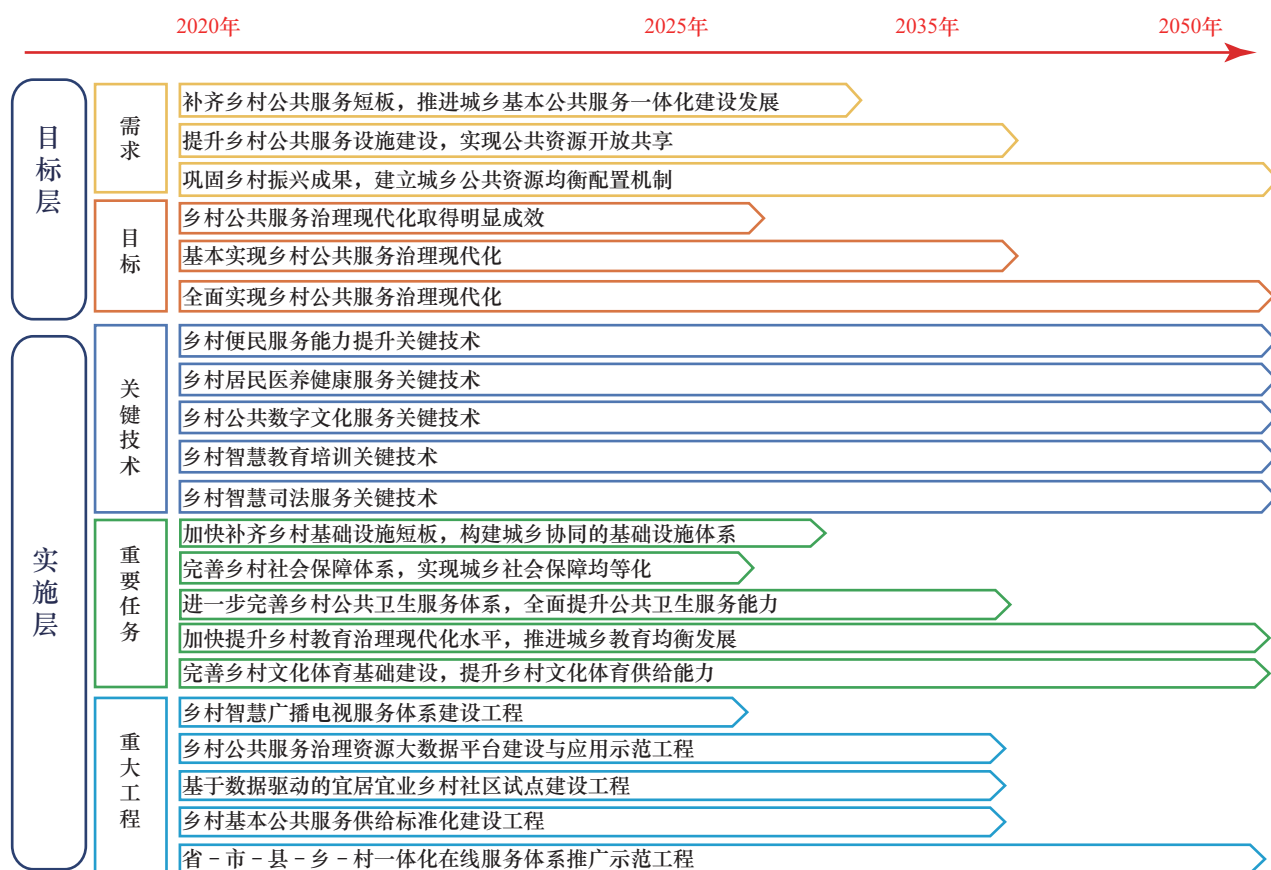 2020年 2025年 2035年 2050年
目标层
需求
补齐乡村公共服务短板，推进城乡基本公共服务一体化建设发展
提升乡村公共服务设施建设，实现公共资源开放共享
巩固乡村振兴成果，建立城乡公共资源均衡配置机制
目标
乡村公共服务治理现代化取得明显成效
基本实现乡村公共服务治理现代化
全面实现乡村公共服务治理现代化
实施层
关键技术
乡村便民服务能力提升关键技术
乡村居民医养健康服务关键技术
乡村公共数字文化服务关键技术
乡村智慧教育培训关键技术
乡村智慧司法服务关键技术
重要任务
加快补齐乡村基础设施短板，构建城乡协同的基础设施体系
完善乡村社会保障体系，实现城乡社会保障均等化
进一步完善乡村公共卫生服务体系，全面提升公共卫生服务能力
加快提升乡村教育治理现代化水平，推进城乡教育均衡发展
完善乡村文化体育基础建设，提升乡村文化体育供给能力
重大工程
乡村智慧广播电视服务体系建设工程
乡村公共服务治理资源大数据平台建设与应用示范工程
基于数据驱动的宜居宜业乡村社区试点建设工程
乡村基本公共服务供给标准化建设工程
省–市–县–乡–村一体化在线服务体系推广示范工程